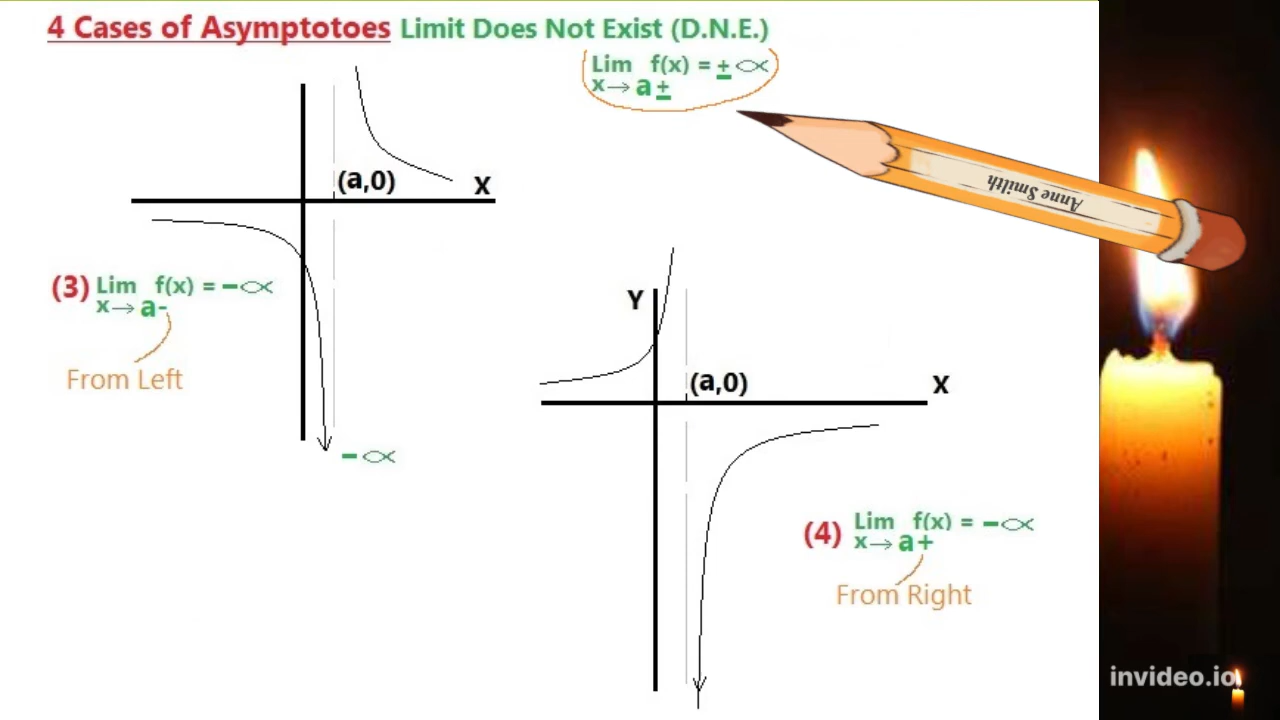 4 Cases of Asymptotoes Limit Does Not Exist (D.N.E.)
Lim f(x) = ± ∝
x→ a±
Anne Smilth
(a,0) X
(3) Lim f(x) = -∝
x→ a-
From Left
- ∝
Y
(a,0) X
(4) Lim f(x) = -∝
x→ a+
From Right
invideo.io